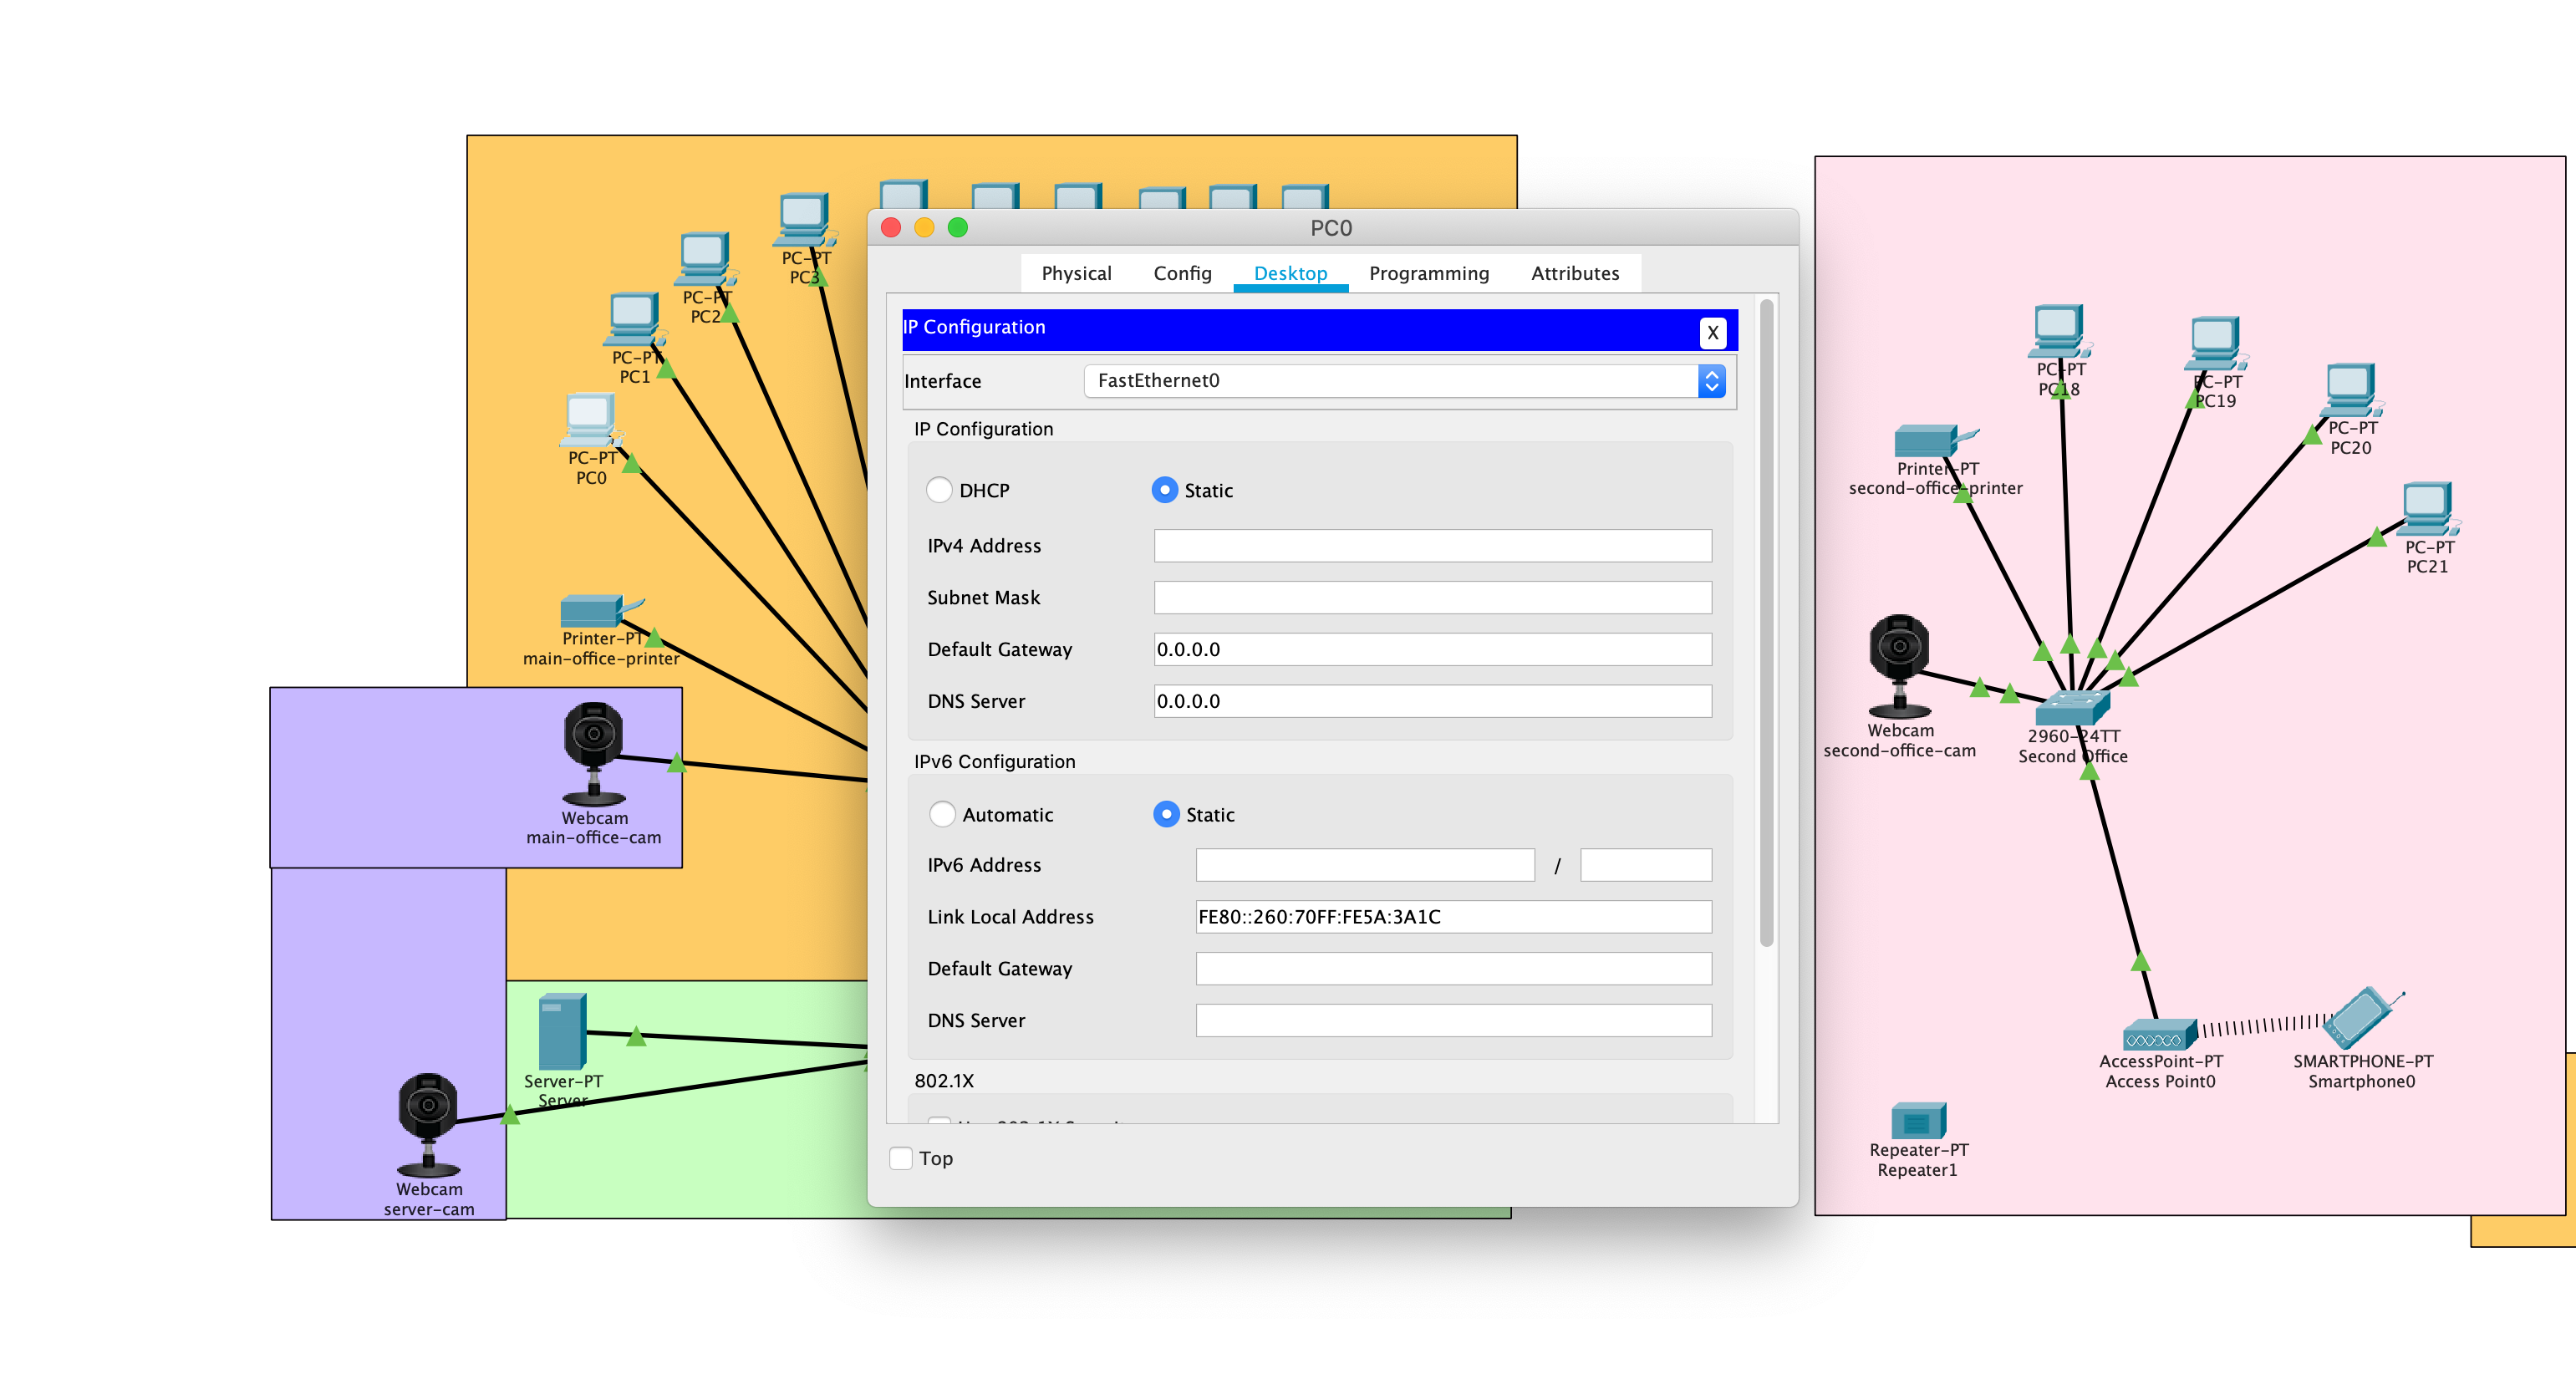 PC-PT
PC3
PC-PT
PC2
PC-PT
PC1
PC-PT
PC0
Printer-PT
main-office-printer
Webcam
main-office-cam
Server-PT
Server
Webcam
server-cam
PC0
Physical Config Desktop Programming Attributes
IP Configuration X
Interface FastEthernet0
IP Configuration
DHCP Static
IPv4 Address
Subnet Mask
Default Gateway 0.0.0.0
DNS Server 0.0.0.0
IPv6 Configuration
Automatic Static
IPv6 Address /
Link Local Address FE80::260:70FF:FE5A:3A1C
Default Gateway
DNS Server
802.1X
Top
PC-PT
PC18
PC-PT
PC19
PC-PT
PC20
PC-PT
PC21
Printer-PT
second-office-printer
Webcam
second-office-cam
2960-24TT
Second Office
AccessPoint-PT
Access Point0
SMARTPHONE-PT
Smartphone0
Repeater-PT
Repeater1